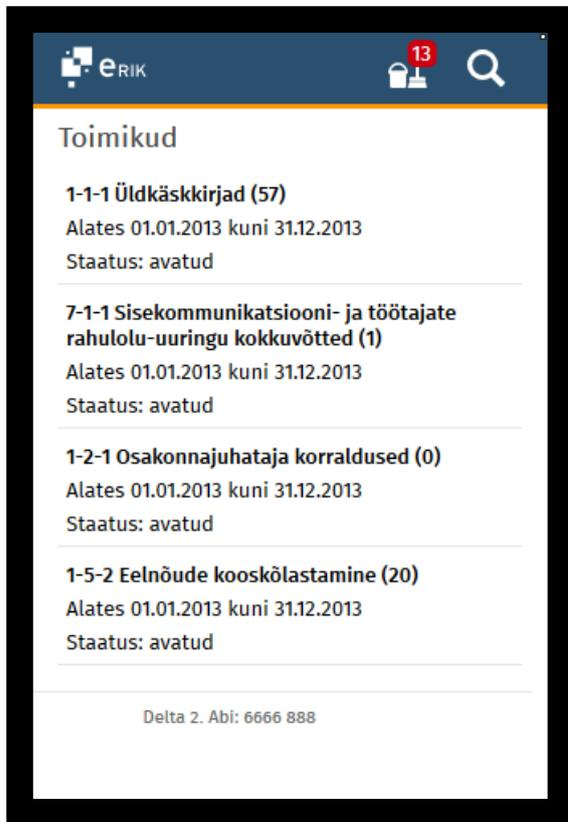 eRIK
13
Toimikud
1-1-1 Üldkäskkirjad (57)
Alates 01.01.2013 kuni 31.12.2013
Staatus: avatud
7-1-1 Sisekommunikatsiooni- ja töötajate
rahulolu-uuringu kokkuvõtted (1)
Alates 01.01.2013 kuni 31.12.2013
Staatus: avatud
1-2-1 Osakonnajuhataja korraldused (0)
Alates 01.01.2013 kuni 31.12.2013
Staatus: avatud
1-5-2 Eelnõude kooskõlastamine (20)
Alates 01.01.2013 kuni 31.12.2013
Staatus: avatud
Delta 2. Abi: 6666 888